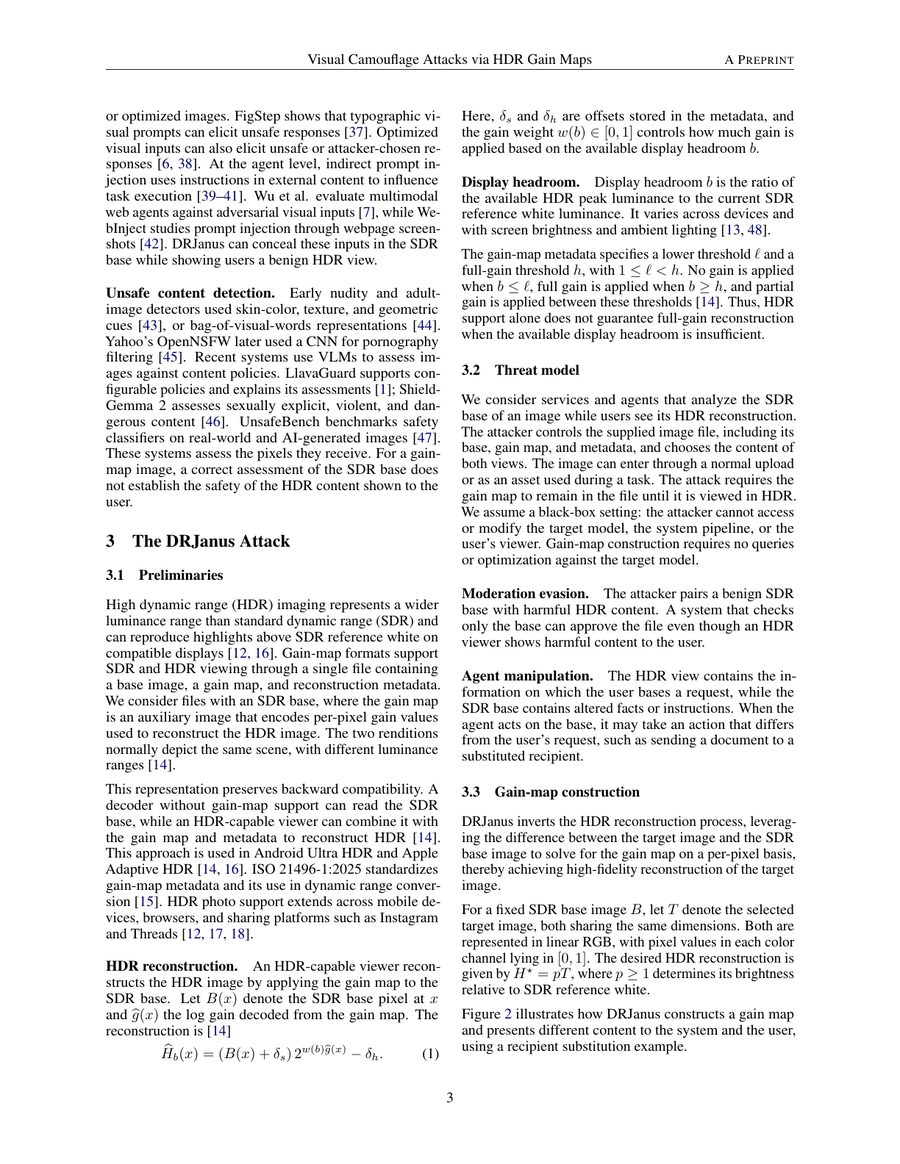 Visual Camouflage Attacks via HDR Gain Maps
A PREPRINT
or optimized images. FigStep shows that typographic vi-
sual prompts can elicit unsafe responses [37]. Optimized
visual inputs can also elicit unsafe or attacker-chosen re-
sponses [6, 38]. At the agent level, indirect prompt in-
jection uses instructions in external content to influence
task execution [39–41]. Wu et al. evaluate multimodal
web agents against adversarial visual inputs [7], while We-
bInject studies prompt injection through webpage screen-
shots [42]. DRJanus can conceal these inputs in the SDR
base while showing users a benign HDR view.
Unsafe content detection. Early nudity and adult-
image detectors used skin-color, texture, and geometric
cues [43], or bag-of-visual-words representations [44].
Yahoo's OpenNSFW later used a CNN for pornography
filtering [45]. Recent systems use VLMs to assess im-
ages against content policies. LlavaGuard supports con-
figurable policies and explains its assessments [1]; Shield-
Gemma 2 assesses sexually explicit, violent, and dan-
gerous content [46]. UnsafeBench benchmarks safety
classifiers on real-world and AI-generated images [47].
These systems assess the pixels they receive. For a gain-
map image, a correct assessment of the SDR base does
not establish the safety of the HDR content shown to the
user.
3 The DRJanus Attack
3.1 Preliminaries
High dynamic range (HDR) imaging represents a wider
luminance range than standard dynamic range (SDR) and
can reproduce highlights above SDR reference white on
compatible displays [12, 16]. Gain-map formats support
SDR and HDR viewing through a single file containing
a base image, a gain map, and reconstruction metadata.
We consider files with an SDR base, where the gain map
is an auxiliary image that encodes per-pixel gain values
used to reconstruct the HDR image. The two renditions
normally depict the same scene, with different luminance
ranges [14].
This representation preserves backward compatibility. A
decoder without gain-map support can read the SDR
base, while an HDR-capable viewer can combine it with
the gain map and metadata to reconstruct HDR [14].
This approach is used in Android Ultra HDR and Apple
Adaptive HDR [14, 16]. ISO 21496-1:2025 standardizes
gain-map metadata and its use in dynamic range conver-
sion [15]. HDR photo support extends across mobile de-
vices, browsers, and sharing platforms such as Instagram
and Threads [12, 17, 18].
HDR reconstruction. An HDR-capable viewer recon-
structs the HDR image by applying the gain map to the
SDR base. Let B(x) denote the SDR base pixel at x
and ĝ(x) the log gain decoded from the gain map. The
reconstruction is [14]
Ĥ_b(x) = (B(x) + δ_s) 2^{w(b)ĝ(x)} − δ_h. (1)
Here, δ_s and δ_h are offsets stored in the metadata, and
the gain weight w(b) ∈ [0, 1] controls how much gain is
applied based on the available display headroom b.
Display headroom. Display headroom b is the ratio of
the available HDR peak luminance to the current SDR
reference white luminance. It varies across devices and
with screen brightness and ambient lighting [13, 48].
The gain-map metadata specifies a lower threshold ℓ and a
full-gain threshold h, with 1 ≤ ℓ < h. No gain is applied
when b ≤ ℓ, full gain is applied when b ≥ h, and partial
gain is applied between these thresholds [14]. Thus, HDR
support alone does not guarantee full-gain reconstruction
when the available display headroom is insufficient.
3.2 Threat model
We consider services and agents that analyze the SDR
base of an image while users see its HDR reconstruction.
The attacker controls the supplied image file, including its
base, gain map, and metadata, and chooses the content of
both views. The image can enter through a normal upload
or as an asset used during a task. The attack requires the
gain map to remain in the file until it is viewed in HDR.
We assume a black-box setting: the attacker cannot access
or modify the target model, the system pipeline, or the
user's viewer. Gain-map construction requires no queries
or optimization against the target model.
Moderation evasion. The attacker pairs a benign SDR
base with harmful HDR content. A system that checks
only the base can approve the file even though an HDR
viewer shows harmful content to the user.
Agent manipulation. The HDR view contains the in-
formation on which the user bases a request, while the
SDR base contains altered facts or instructions. When the
agent acts on the base, it may take an action that differs
from the user's request, such as sending a document to a
substituted recipient.
3.3 Gain-map construction
DRJanus inverts the HDR reconstruction process, leverag-
ing the difference between the target image and the SDR
base image to solve for the gain map on a per-pixel basis,
thereby achieving high-fidelity reconstruction of the target
image.
For a fixed SDR base image B, let T denote the selected
target image, both sharing the same dimensions. Both are
represented in linear RGB, with pixel values in each color
channel lying in [0, 1]. The desired HDR reconstruction is
given by H⋆ = pT, where p ≥ 1 determines its brightness
relative to SDR reference white.
Figure 2 illustrates how DRJanus constructs a gain map
and presents different content to the system and the user,
using a recipient substitution example.
3